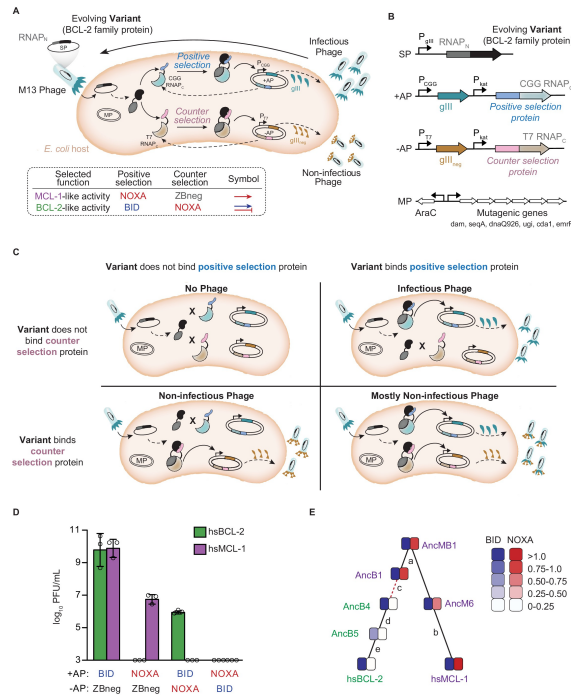 A
Evolving Variant
(BCL-2 family protein)
RNAPN
SP
M13 Phage
Positive
selection
CGG
RNAPC
PCGG
+AP
gIII
Infectious
Phage
MP
Counter
selection
T7
RNAPC
PT7
-AP
gIIIneg
E. coli host
Non-infectious
Phage
Selected
function
Positive
selection
Counter
selection
Symbol
MCL-1-like activity NOXA ZBneg
BCL-2-like activity BID NOXA
B
Evolving Variant
(BCL-2 family protein
PgIII
RNAPN
SP
PCGG
Pkat
CGG RNAPC
+AP
gIII
Positive selection
protein
PT7
Pkat
T7 RNAPC
-AP
gIIIneg
Counter selection
protein
MP
AraC
Mutagenic genes
dam, seqA, dnaQ926, ugi, cda1, emrR
C
Variant does not bind positive selection protein
Variant binds positive selection protein
No Phage
Infectious Phage
Variant does not
bind counter
selection protein
X
MP
X
MP
X
Non-infectious Phage
Mostly Non-infectious Phage
Variant binds
counter
selection protein
X
MP
MP
D
hsBCL-2
hsMCL-1
log10 PFU/mL
11
9
7
5
3
+AP: BID NOXA BID NOXA
-AP: ZBneg ZBneg NOXA BID
E
BID NOXA
>1.0
0.75-1.0
0.50-0.75
0.25-0.50
0-0.25
AncMB1
a
AncB1
c
AncB4
AncM6
d
AncB5
b
e
hsBCL-2
hsMCL-1